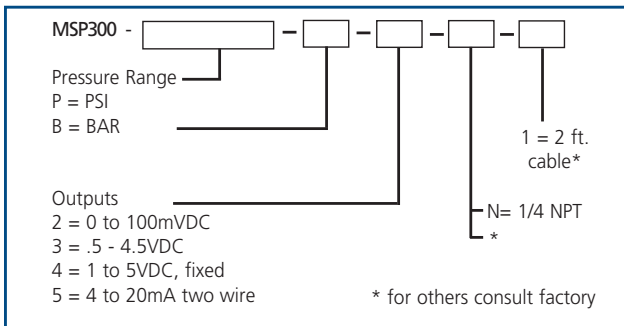 MSP300 -
Pressure Range
P = PSI
B = BAR
1 = 2 ft.
cable*
Outputs
2 = 0 to 100mVDC
3 = .5 - 4.5VDC
4 = 1 to 5VDC, fixed
5 = 4 to 20mA two wire
N= 1/4 NPT
*
* for others consult factory